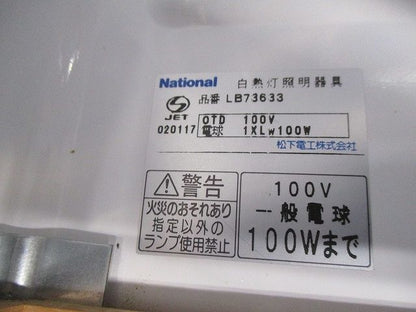 National 白熱灯照明器具
品番 LB73633
S
JET
OTD 100V
020117 電球 1XLw100W
松下電工株式会社
警告
火災のおそれあり
指定以外の
ランプ使用禁止
100V
一般電球
100Wまで